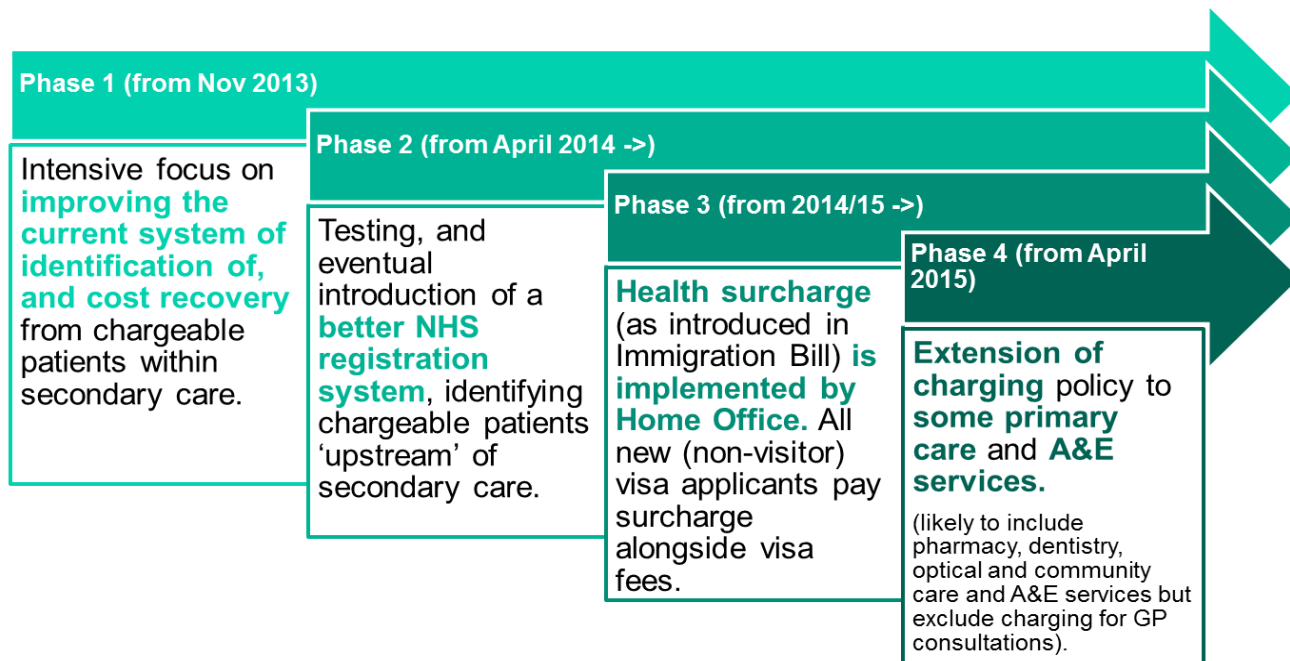 Phase 1 (from Nov 2013)
Intensive focus on
improving the
current system of
identification of,
and cost recovery
from chargeable
patients within
secondary care.
Phase 2 (from April 2014 ->)
Testing, and
eventual
introduction of a
better NHS
registration
system, identifying
chargeable patients
‘upstream’ of
secondary care.
Phase 3 (from 2014/15 ->)
Health surcharge
(as introduced in
Immigration Bill) is
implemented by
Home Office. All
new (non-visitor)
visa applicants pay
surcharge
alongside visa
fees.
Phase 4 (from April
2015)
Extension of
charging policy to
some primary
care and A&E
services.
(likely to include
pharmacy, dentistry,
optical and community
care and A&E services but
exclude charging for GP
consultations).